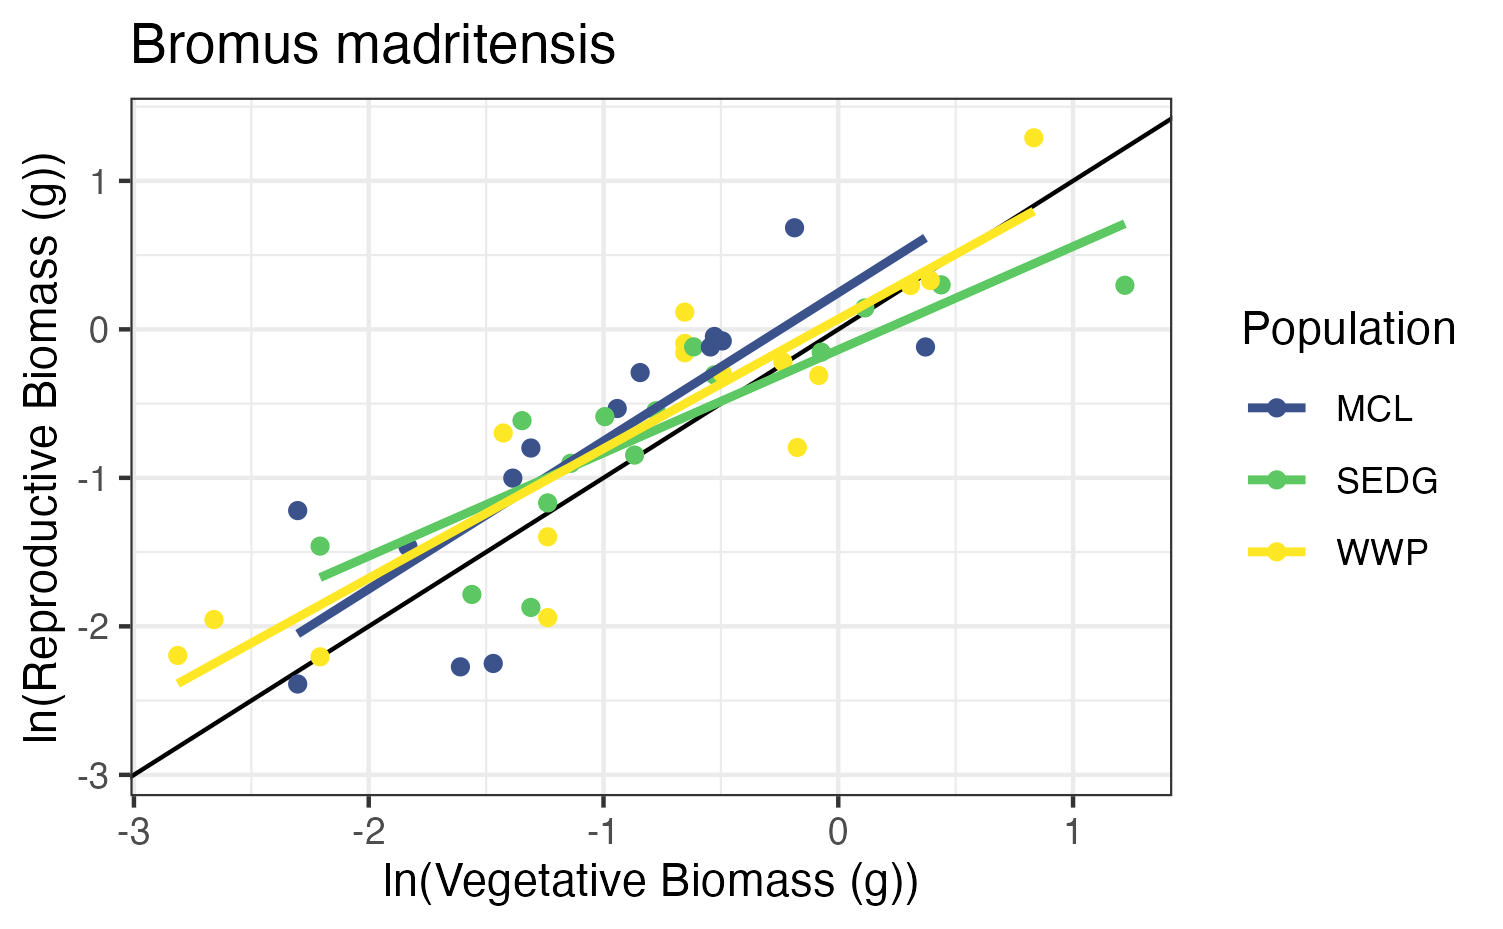 Bromus madritensis
ln(Reproductive Biomass (g))
1
0
-1
-2
-3
-3 -2 -1 0 1
ln(Vegetative Biomass (g))
Population
MCL
SEDG
WWP